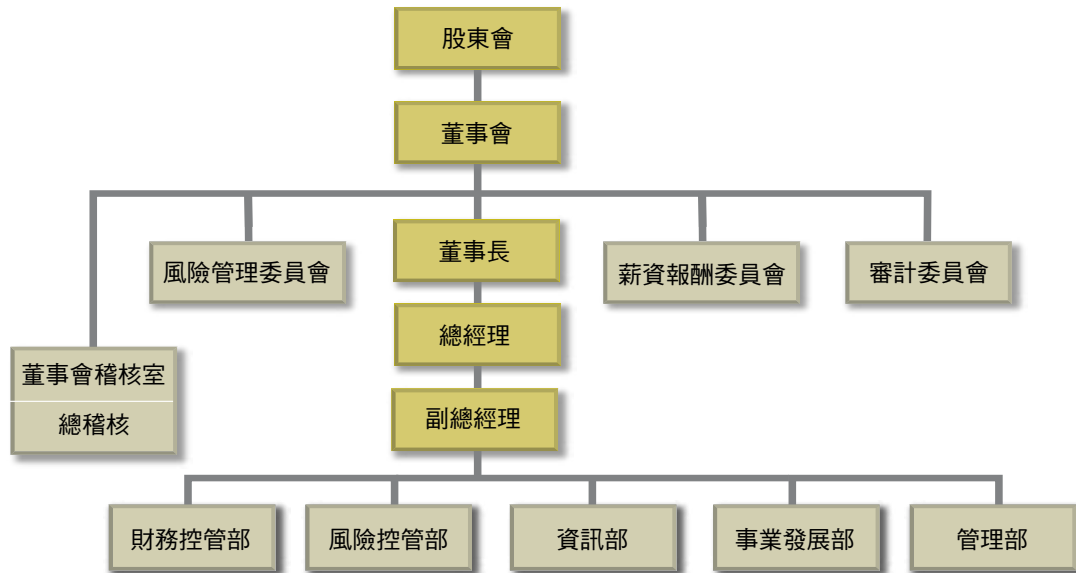 股東會
董事會
風險管理委員會
董事長
薪資報酬委員會
審計委員會
總經理
董事會稽核室
總稽核
副總經理
財務控管部
風險控管部
資訊部
事業發展部
管理部